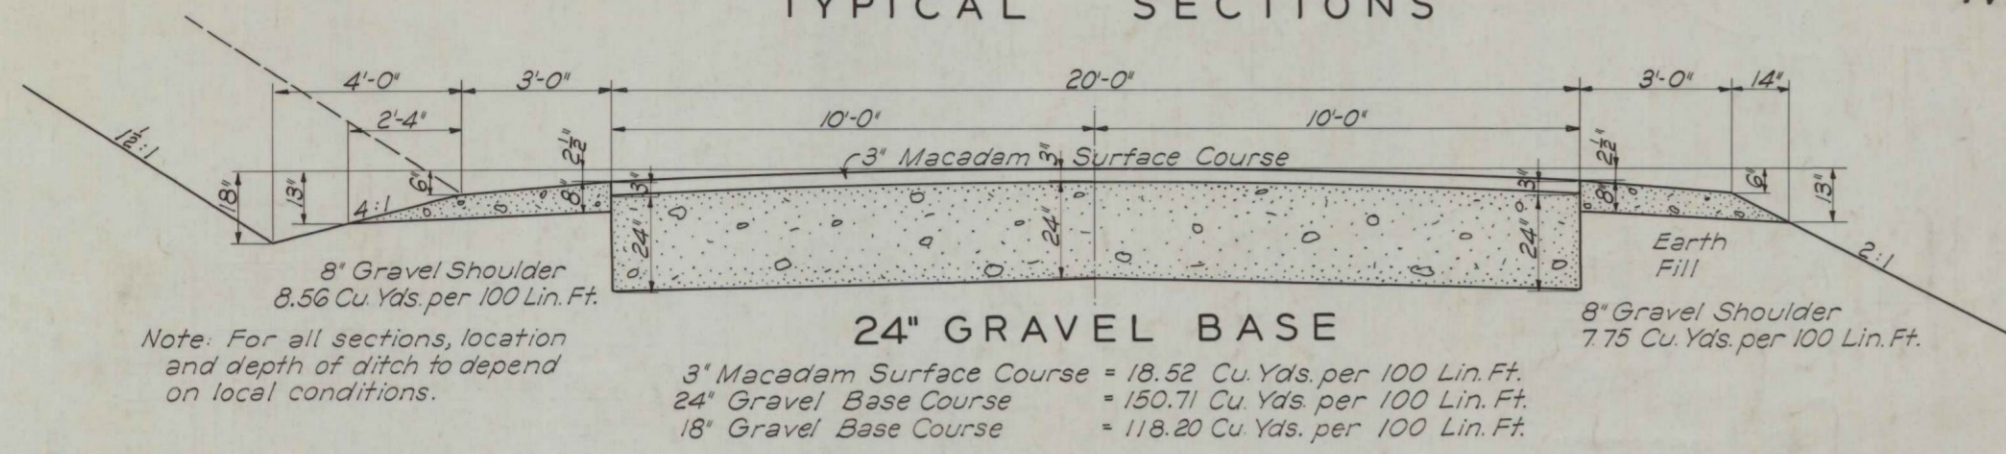 TYPICAL SECTIONS
4'-0" 3'-0" 20'-0" 3'-0" 14"
2'-4" 10'-0" 10'-0"
1½:1 2½" 3" Macadam Surface Course 3" 2½"
18" 13" 6" 8" 3" 3" 8" 6" 13"
4:1 24" 24" 24" 2:1
Earth
Fill
8" Gravel Shoulder
8.56 Cu. Yds. per 100 Lin. Ft.
8" Gravel Shoulder
7.75 Cu. Yds. per 100 Lin. Ft.
Note: For all sections, location
and depth of ditch to depend
on local conditions.
24" GRAVEL BASE
3" Macadam Surface Course = 18.52 Cu. Yds. per 100 Lin. Ft.
24" Gravel Base Course = 150.71 Cu. Yds. per 100 Lin. Ft.
18" Gravel Base Course = 118.20 Cu. Yds. per 100 Lin. Ft.